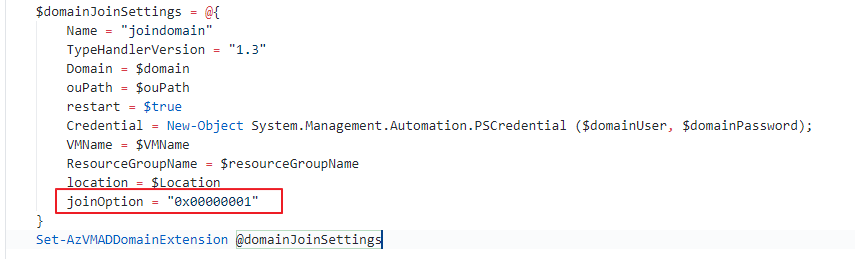 $domainJoinSettings = @{
Name = "joindomain"
TypeHandlerVersion = "1.3"
Domain = $domain
ouPath = $ouPath
restart = $true
Credential = New-Object System.Management.Automation.PSCredential ($domainUser, $domainPassword);
VMName = $VMName
ResourceGroupName = $resourceGroupName
location = $Location
joinOption = "0x00000001"
}
Set-AzVMADDomainExtension @domainJoinSettings